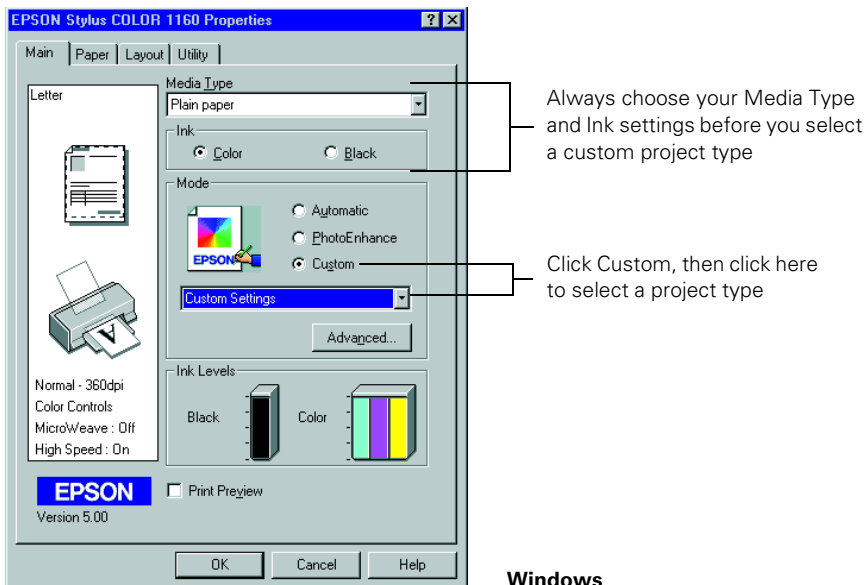 EPSON Stylus COLOR 1160 Properties
Main
Paper
Layout
Utility
Letter
Media Type
Plain paper
Ink
Color
Black
Mode
Automatic
PhotoEnhance
EPSON
Custom
Custom Settings
Advanced...
A
Normal - 360dpi
Color Controls
MicroWeave : Off
High Speed : On
Ink Levels
Black
Color
EPSON
Print Preview
Version 5.00
OK
Cancel
Help
Always choose your Media Type
and Ink settings before you select
a custom project type
Click Custom, then click here
to select a project type
Windows